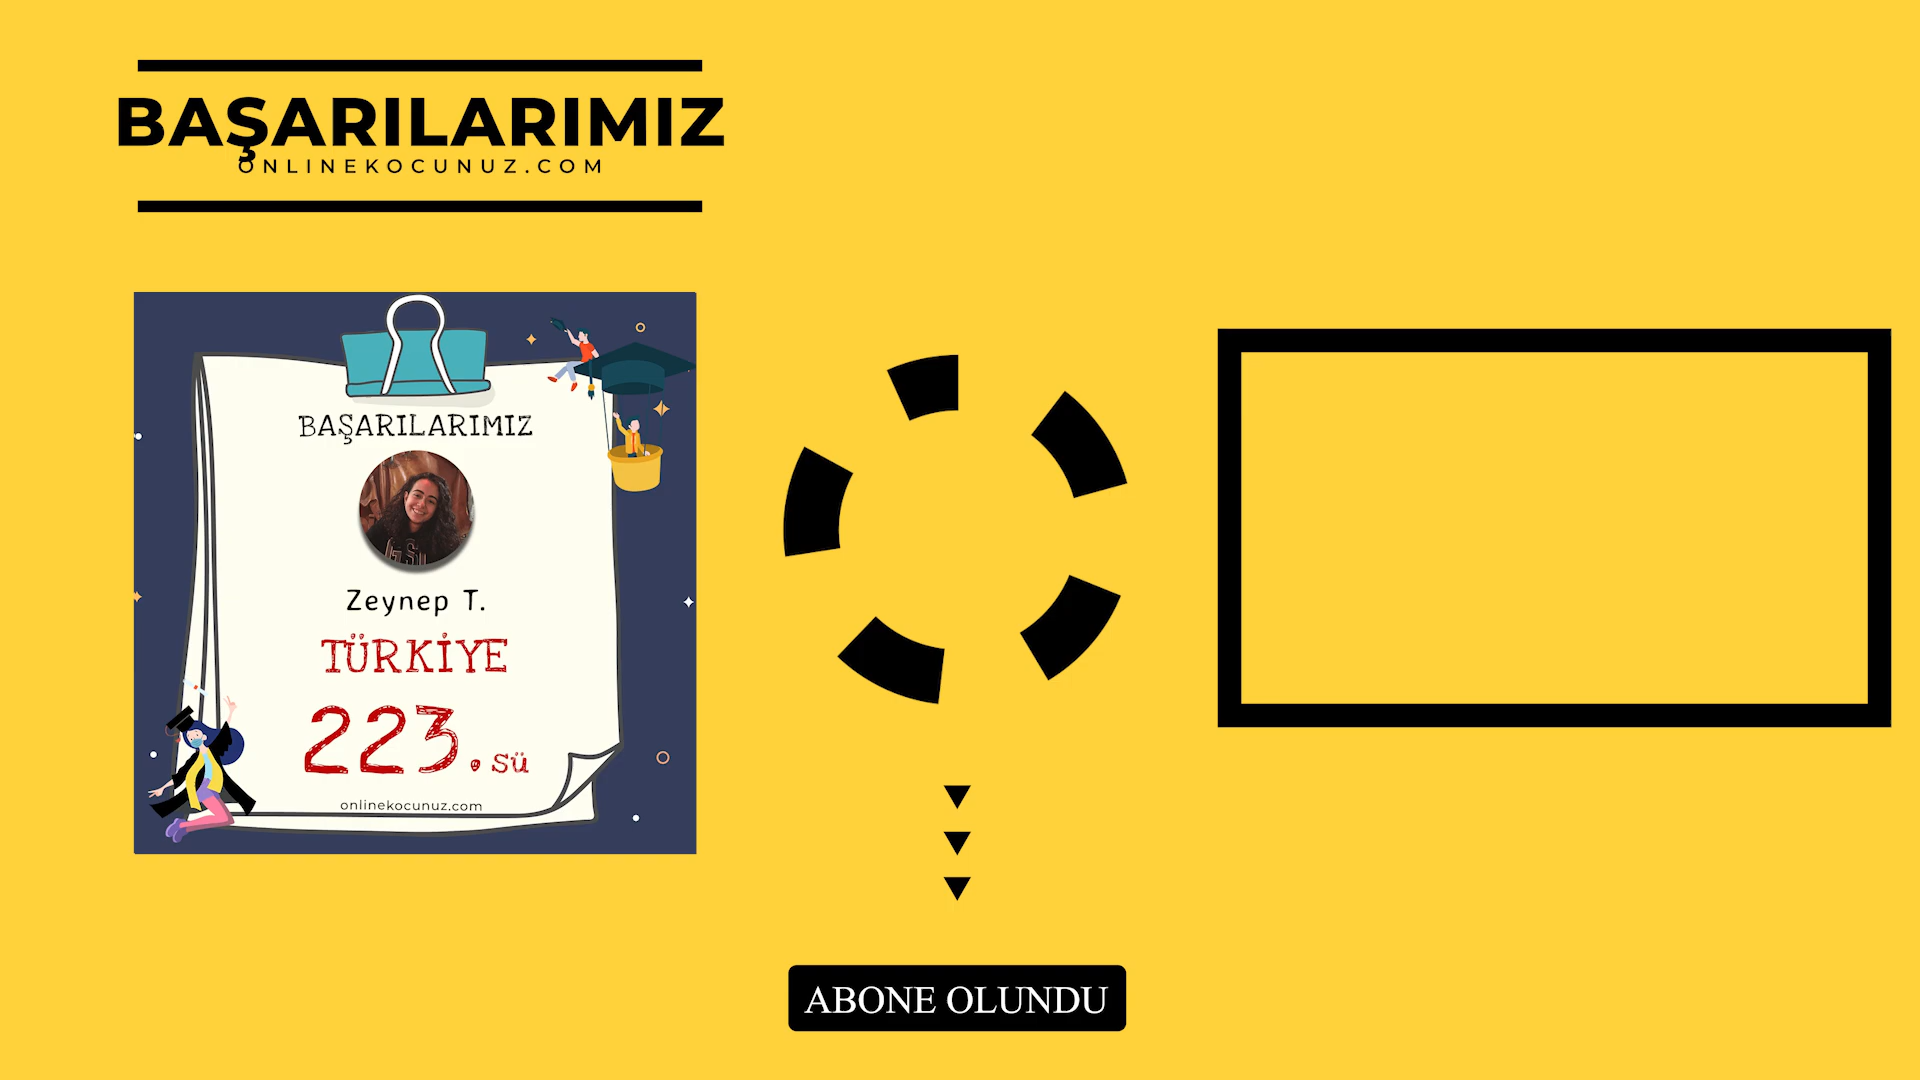 BAŞARILARIMIZ
ONLINEKOCUNUZ.COM
BAŞARILARIMIZ
Zeynep T.
TÜRKİYE
223.sü
onlinekocunuz.com
ABONE OLUNDU